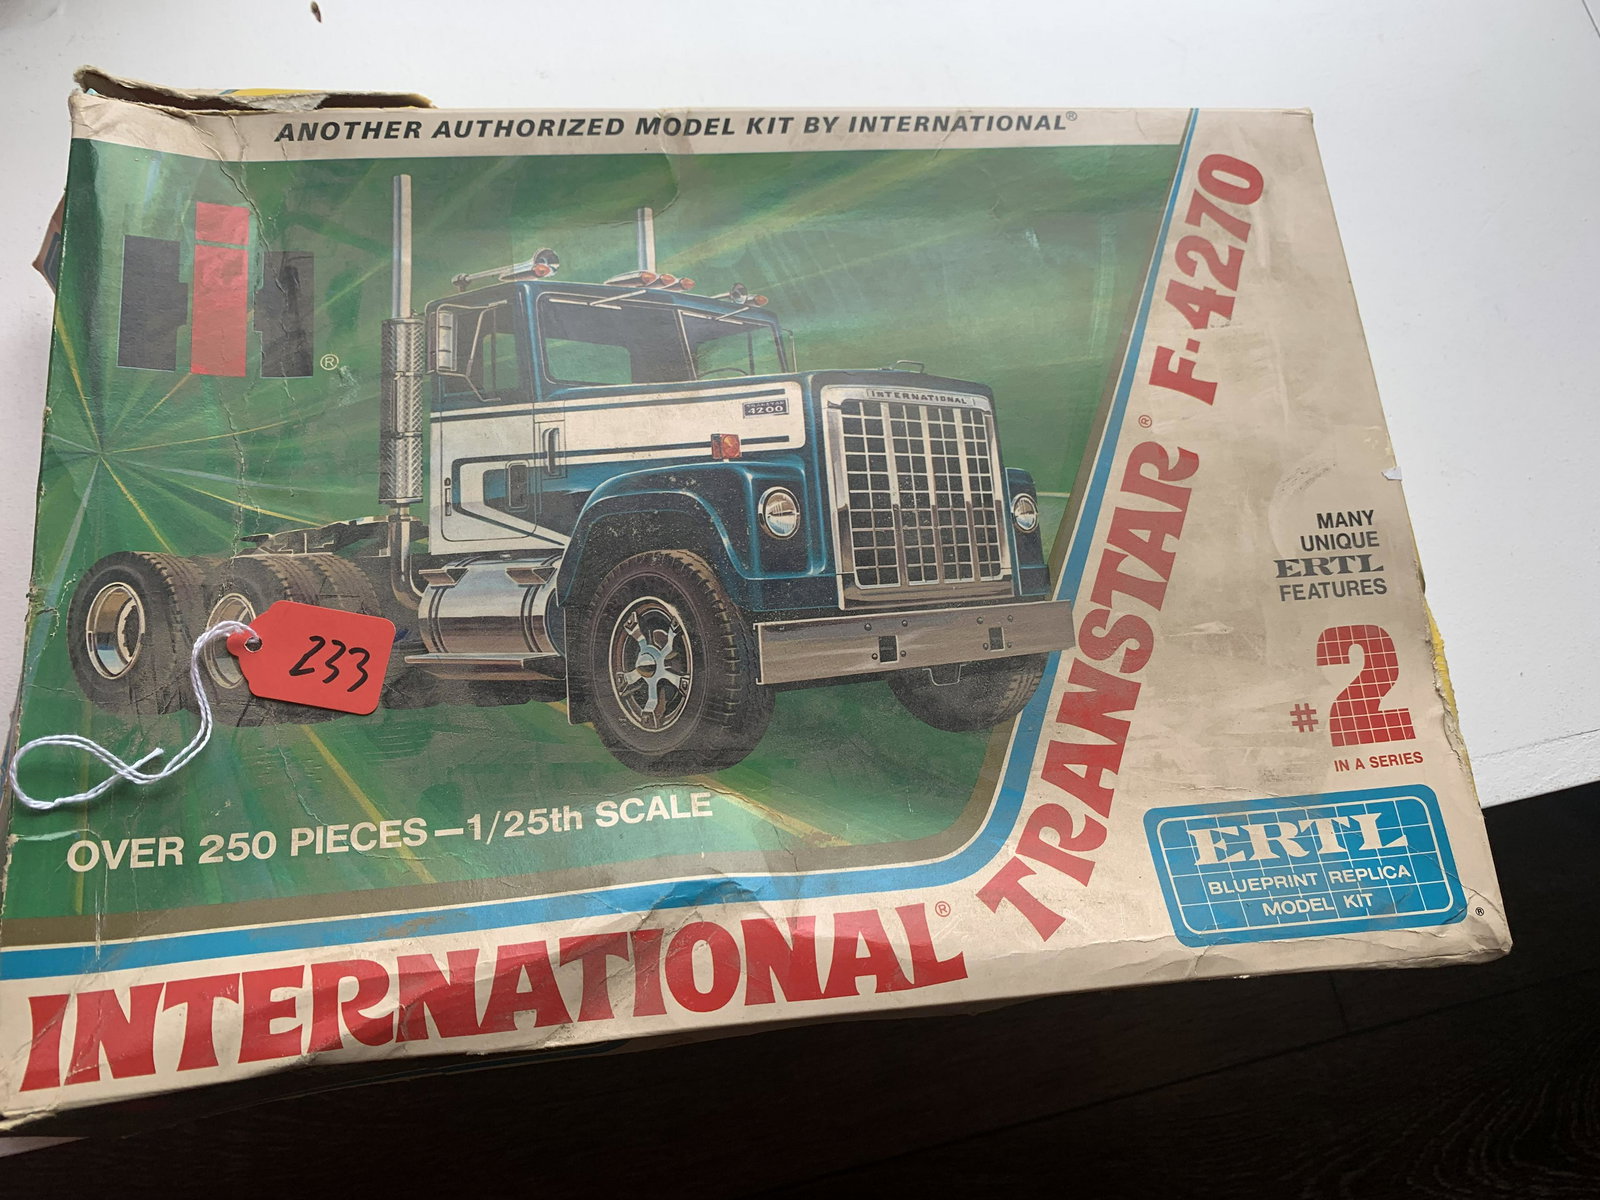 ANOTHER AUTHORIZED MODEL KIT BY INTERNATIONAL®
IH
®
INTERNATIONAL
4200
233
OVER 250 PIECES—1/25th SCALE
INTERNATIONAL®
TRANSTAR® F-4270
MANY
UNIQUE
ERTL
FEATURES
#2
IN A SERIES
ERTL
BLUEPRINT REPLICA
MODEL KIT
®